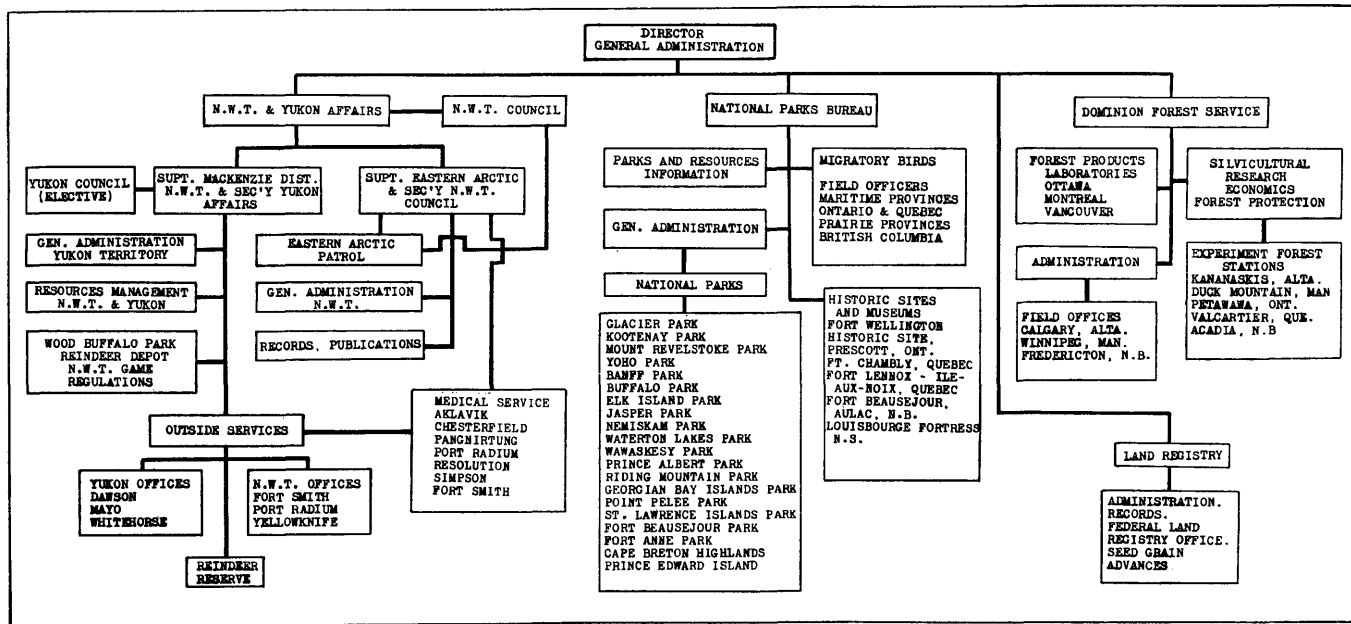 DIRECTOR
GENERAL ADMINISTRATION
N.W.T. & YUKON AFFAIRS
N.W.T. COUNCIL
NATIONAL PARKS BUREAU
DOMINION FOREST SERVICE
YUKON COUNCIL
(ELECTIVE)
SUPT. MACKENZIE DIST.
N.W.T. & SEC'Y YUKON
AFFAIRS
SUPT. EASTERN ARCTIC
& SEC'Y N.W.T.
COUNCIL
GEN. ADMINISTRATION
YUKON TERRITORY
EASTERN ARCTIC
PATROL
RESOURCES MANAGEMENT
N.W.T. & YUKON
GEN. ADMINISTRATION
N.W.T.
WOOD BUFFALO PARK
REINDEER DEPOT
N.W.T. GAME
REGULATIONS
RECORDS, PUBLICATIONS
OUTSIDE SERVICES
MEDICAL SERVICE
AKLAVIK
CHESTERFIELD
PANGNIRTUNG
PORT RADIUM
RESOLUTION
SIMPSON
FORT SMITH
YUKON OFFICES
DAWSON
MAYO
WHITEHORSE
N.W.T. OFFICES
FORT SMITH
PORT RADIUM
YELLOWKNIFE
REINDEER
RESERVE
PARKS AND RESOURCES
INFORMATION
MIGRATORY BIRDS
FIELD OFFICERS
MARITIME PROVINCES
ONTARIO & QUEBEC
PRAIRIE PROVINCES
BRITISH COLUMBIA
GEN. ADMINISTRATION
NATIONAL PARKS
GLACIER PARK
KOOTENAY PARK
MOUNT REVELSTOKE PARK
YOHO PARK
BANFF PARK
BUFFALO PARK
ELK ISLAND PARK
JASPER PARK
NEMISKAM PARK
WATERTON LAKES PARK
WAWASKESY PARK
PRINCE ALBERT PARK
RIDING MOUNTAIN PARK
GEORGIAN BAY ISLANDS PARK
POINT PELEE PARK
ST. LAWRENCE ISLANDS PARK
FORT BEAUSEJOUR PARK
FORT ANNE PARK
CAPE BRETON HIGHLANDS
PRINCE EDWARD ISLAND
HISTORIC SITES
AND MUSEUMS
FORT WELLINGTON
HISTORIC SITE,
PRESCOTT, ONT.
FT. CHAMBLY, QUEBEC
FORT LENNOX - ILE-
AUX-NOIX, QUEBEC
FORT BEAUSEJOUR,
AULAC, N.B.
LOUISBOURGE FORTRESS
N.S.
FOREST PRODUCTS
LABORATORIES
OTTAWA
MONTREAL
VANCOUVER
SILVICULTURAL
RESEARCH
ECONOMICS
FOREST PROTECTION
ADMINISTRATION
FIELD OFFICES
CALGARY, ALTA.
WINNIPEG, MAN.
FREDERICTON, N.B.
EXPERIMENT FOREST
STATIONS
KANANASKIS, ALTA.
DUCK MOUNTAIN, MAN
PETAWAWA, ONT.
VALCARTIER, QUE.
ACADIA, N.B
LAND REGISTRY
ADMINISTRATION.
RECORDS.
FEDERAL LAND
REGISTRY OFFICE.
SEED GRAIN
ADVANCES